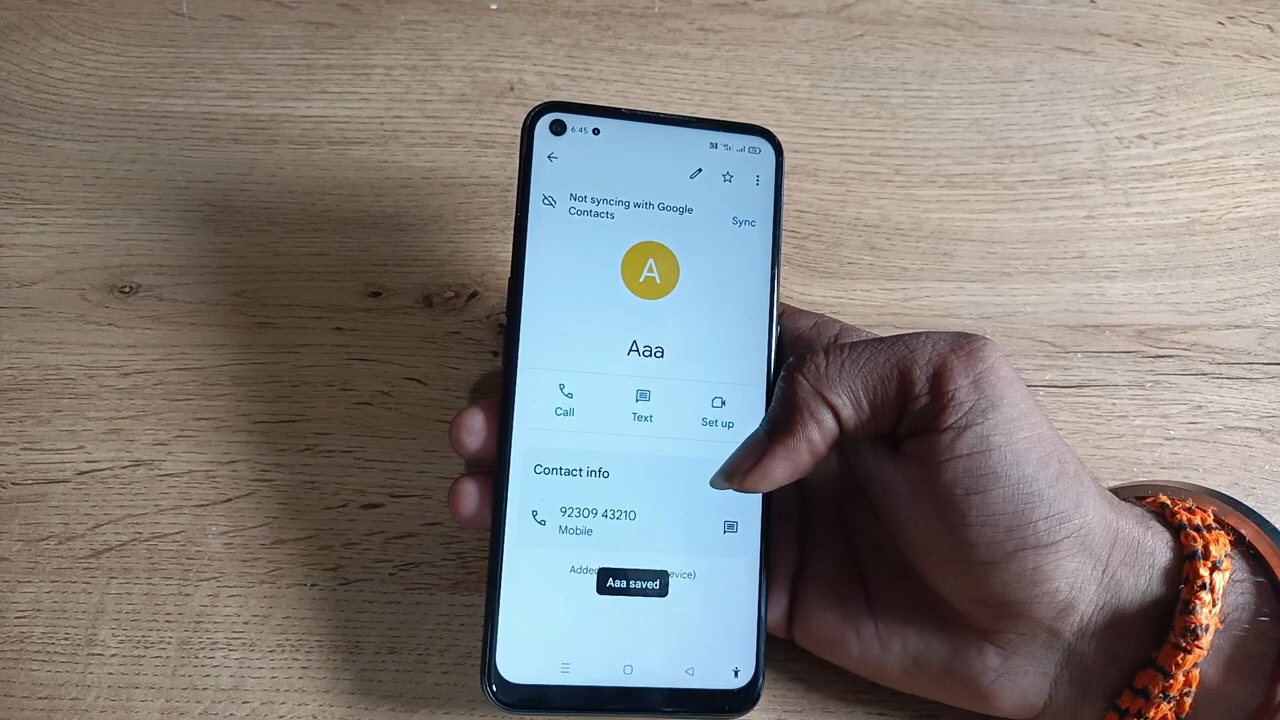 6:45
Not syncing with Google
Contacts
Sync
A
Aaa
Call
Text
Set up
Contact info
92309 43210
Mobile
Added
evice)
Aaa saved